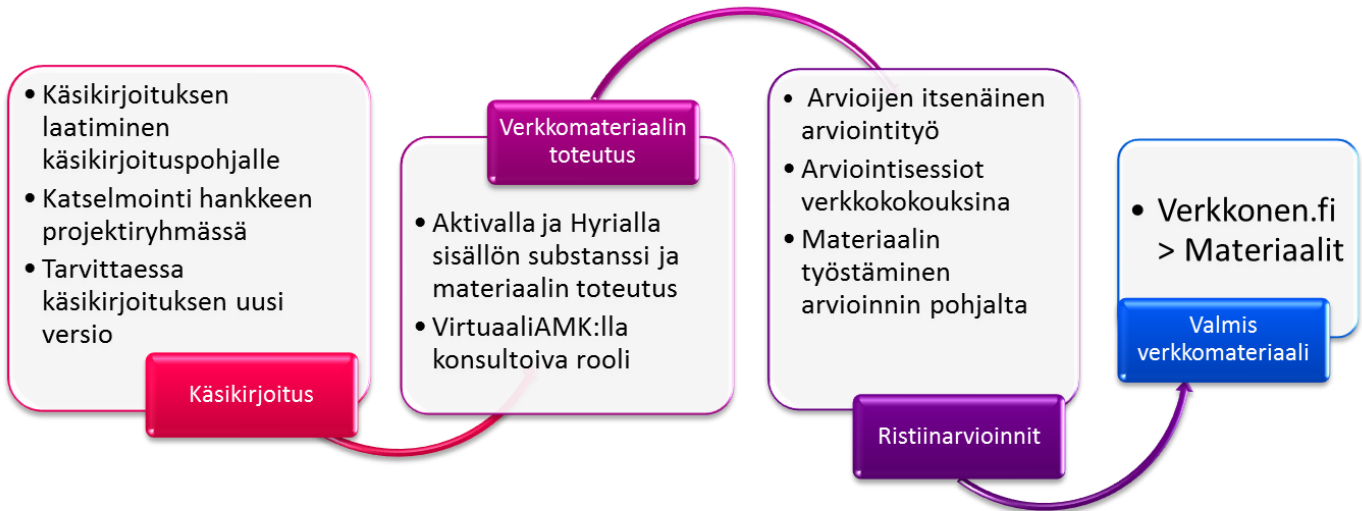 • Käsikirjoituksen
laatiminen
käsikirjoituspohjalle
• Katselmointi hankkeen
projektiryhmässä
• Tarvittaessa
käsikirjoituksen uusi
versio
Käsikirjoitus
Verkkomateriaalin
toteutus
• Aktivalla ja Hyrialla
sisällön substanssi ja
materiaalin toteutus
• VirtuaaliAMK:lla
konsultoiva rooli
• Arvioijen itsenäinen
arviointityö
• Arviointisessiot
verkkokokouksina
• Materiaalin
työstäminen
arvioinnin pohjalta
Ristiinarvioinnit
• Verkkonen.fi
> Materiaalit
Valmis
verkkomateriaali